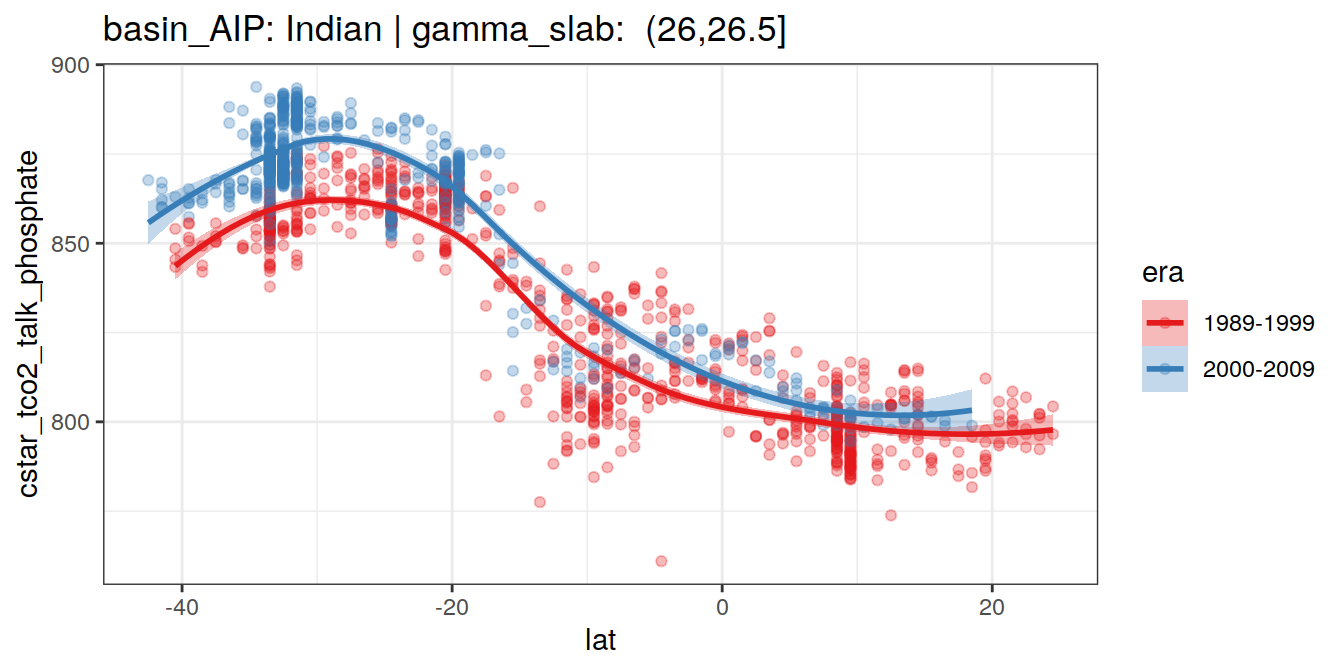 basin_AIP: Indian | gamma_slab:  (26,26.5]
900
850
800
cstar_tco2_talk_phosphate
-40
-20
0
20
lat
era
1989-1999
2000-2009